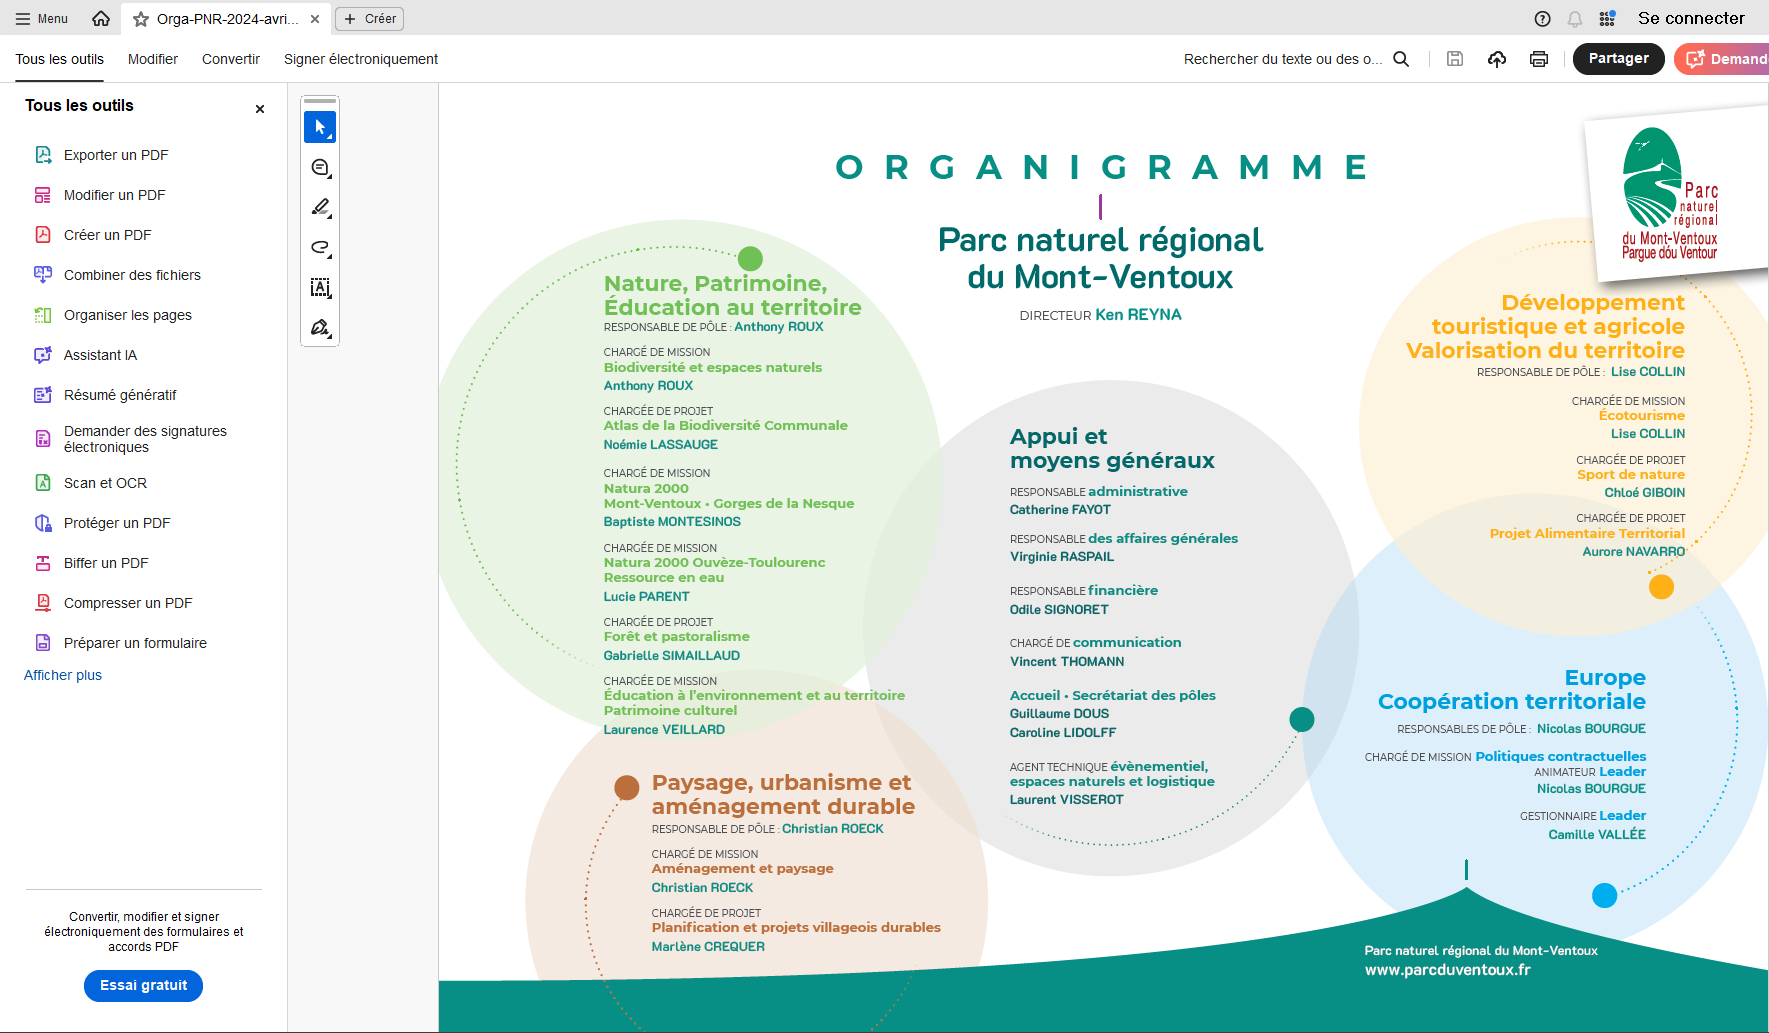 Menu
Orga-PNR-2024-avri...
Créer
Se connecter
Tous les outils
Modifier
Convertir
Signer électroniquement
Rechercher du texte ou des o...
Partager
Demand
Tous les outils
Exporter un PDF
Modifier un PDF
Créer un PDF
Combiner des fichiers
Organiser les pages
Assistant IA
Résumé génératif
Demander des signatures
électroniques
Scan et OCR
Protéger un PDF
Biffer un PDF
Compresser un PDF
Préparer un formulaire
Afficher plus
Convertir, modifier et signer
électroniquement des formulaires et
accords PDF
Essai gratuit
ORGANIGRAMME
Parc naturel régional
du Mont-Ventoux
DIRECTEUR Ken REYNA
Parc
naturel
régional
du Mont-Ventoux
Pargue dóu Ventour
Nature, Patrimoine,
Éducation au territoire
RESPONSABLE DE PÔLE : Anthony ROUX
CHARGÉ DE MISSION
Biodiversité et espaces naturels
Anthony ROUX
CHARGÉE DE PROJET
Atlas de la Biodiversité Communale
Noémie LASSAUGE
CHARGÉ DE MISSION
Natura 2000
Mont-Ventoux • Gorges de la Nesque
Baptiste MONTESINOS
CHARGÉE DE MISSION
Natura 2000 Ouvèze-Toulourenc
Ressource en eau
Lucie PARENT
CHARGÉE DE PROJET
Forêt et pastoralisme
Gabrielle SIMAILLAUD
CHARGÉE DE MISSION
Éducation à l'environnement et au territoire
Patrimoine culturel
Laurence VEILLARD
Paysage, urbanisme et
aménagement durable
RESPONSABLE DE PÔLE : Christian ROECK
CHARGÉ DE MISSION
Aménagement et paysage
Christian ROECK
CHARGÉE DE PROJET
Planification et projets villageois durables
Marlène CREQUER
Appui et
moyens généraux
RESPONSABLE administrative
Catherine FAYOT
RESPONSABLE des affaires générales
Virginie RASPAIL
RESPONSABLE financière
Odile SIGNORET
CHARGÉ DE communication
Vincent THOMANN
Accueil • Secrétariat des pôles
Guillaume DOUS
Caroline LIDOLFF
AGENT TECHNIQUE évènementiel,
espaces naturels et logistique
Laurent VISSEROT
Développement
touristique et agricole
Valorisation du territoire
RESPONSABLE DE PÔLE : Lise COLLIN
CHARGÉE DE MISSION
Écotourisme
Lise COLLIN
CHARGÉE DE PROJET
Sport de nature
Chloé GIBOIN
CHARGÉE DE PROJET
Projet Alimentaire Territorial
Aurore NAVARRO
Europe
Coopération territoriale
RESPONSABLES DE PÔLE : Nicolas BOURGUE
CHARGÉ DE MISSION Politiques contractuelles
ANIMATEUR Leader
Nicolas BOURGUE
GESTIONNAIRE Leader
Camille VALLÉE
Parc naturel régional du Mont-Ventoux
www.parcduventoux.fr